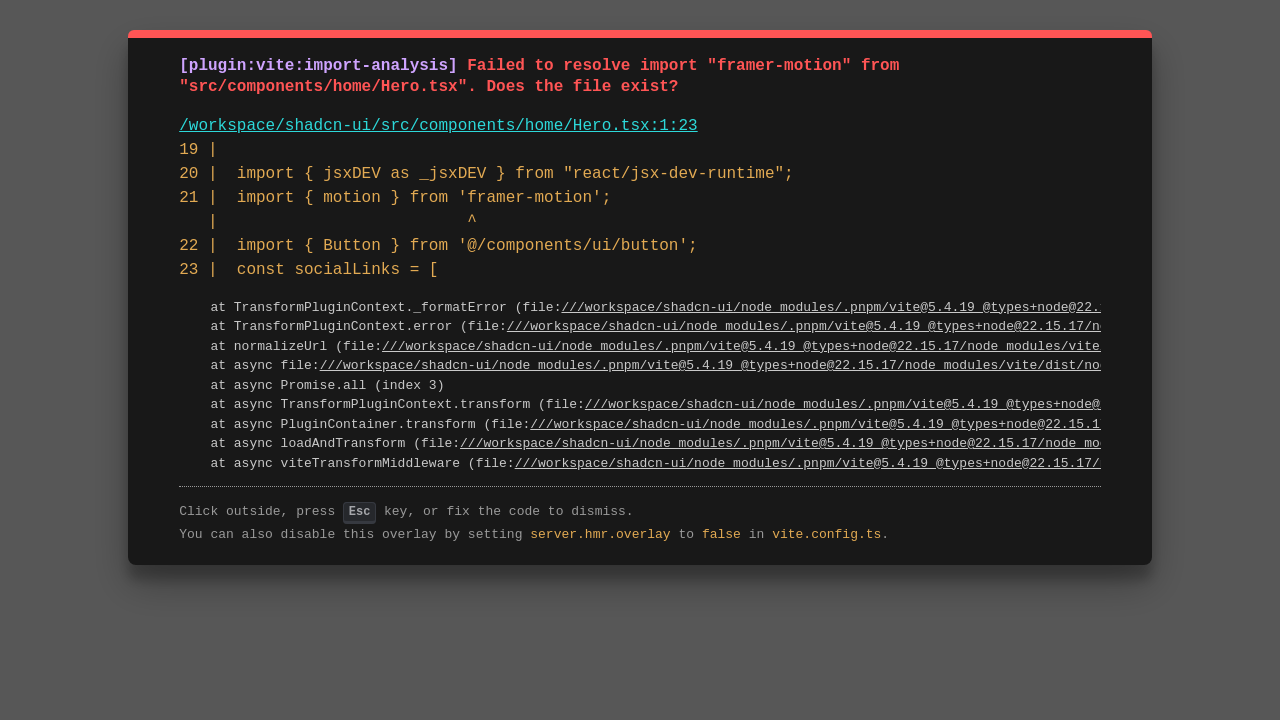 [plugin:vite:import-analysis] Failed to resolve import "framer-motion" from
"src/components/home/Hero.tsx". Does the file exist?
/workspace/shadcn-ui/src/components/home/Hero.tsx:1:23
19 |
20 |  import { jsxDEV as _jsxDEV } from "react/jsx-dev-runtime";
21 |  import { motion } from 'framer-motion';
   |                          ^
22 |  import { Button } from '@/components/ui/button';
23 |  const socialLinks = [
at TransformPluginContext._formatError (file:///workspace/shadcn-ui/node_modules/.pnpm/vite@5.4.19_@types+node@22.
at TransformPluginContext.error (file:///workspace/shadcn-ui/node_modules/.pnpm/vite@5.4.19_@types+node@22.15.17/
at normalizeUrl (file:///workspace/shadcn-ui/node_modules/.pnpm/vite@5.4.19_@types+node@22.15.17/node_modules/vite
at async file:///workspace/shadcn-ui/node_modules/.pnpm/vite@5.4.19_@types+node@22.15.17/node_modules/vite/dist/
at async Promise.all (index 3)
at async TransformPluginContext.transform (file:///workspace/shadcn-ui/node_modules/.pnpm/vite@5.4.19_@types+node@
at async PluginContainer.transform (file:///workspace/shadcn-ui/node_modules/.pnpm/vite@5.4.19_@types+node@22.15.1
at async loadAndTransform (file:///workspace/shadcn-ui/node_modules/.pnpm/vite@5.4.19_@types+node@22.15.17/
at async viteTransformMiddleware (file:///workspace/shadcn-ui/node_modules/.pnpm/vite@5.4.19_@types+node@22.15.17/
Click outside, press Esc key, or fix the code to dismiss.
You can also disable this overlay by setting server.hmr.overlay to false in vite.config.ts.